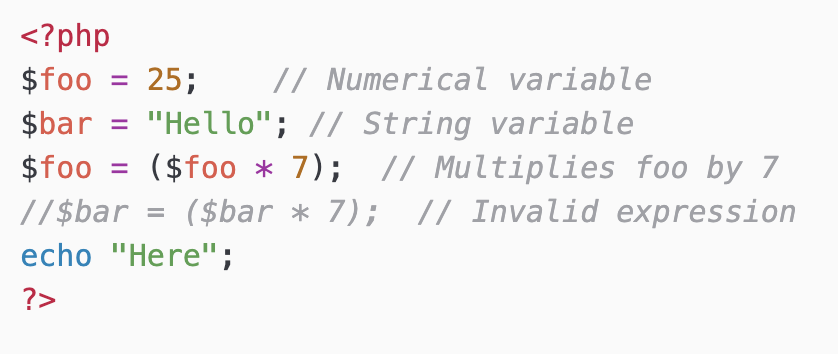 <?php
$foo = 25;    // Numerical variable
$bar = "Hello"; // String variable
$foo = ($foo * 7);  // Multiplies foo by 7
//$bar = ($bar * 7);  // Invalid expression
echo "Here";
?>